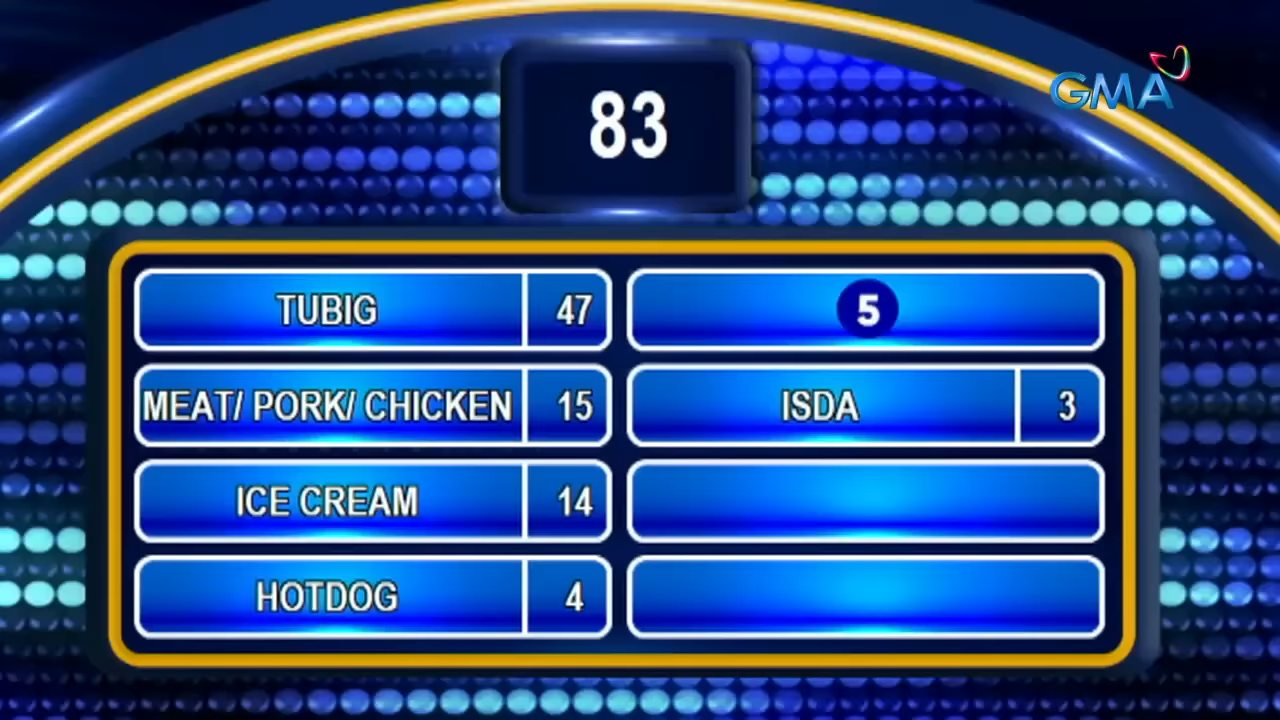 83
GMA
TUBIG 47
MEAT/ PORK/ CHICKEN 15
ICE CREAM 14
HOTDOG 4
5
ISDA 3